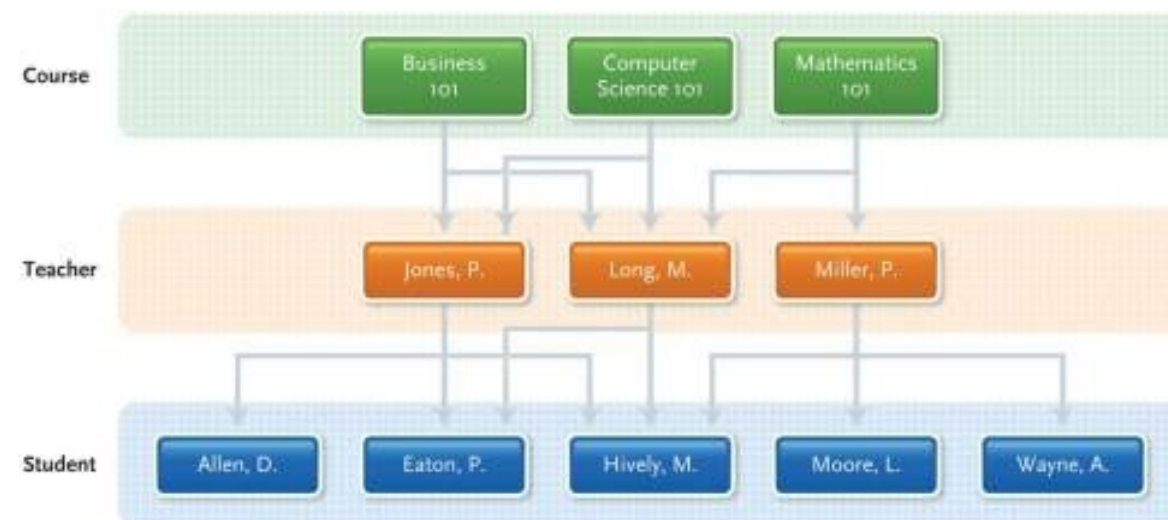 Course
Business
101
Computer
Science 101
Mathematics
101
Teacher
Jones, P.
Long, M.
Miller, P.
Student
Allen, D.
Eaton, P.
Hively, M.
Moore, L.
Wayne, A.